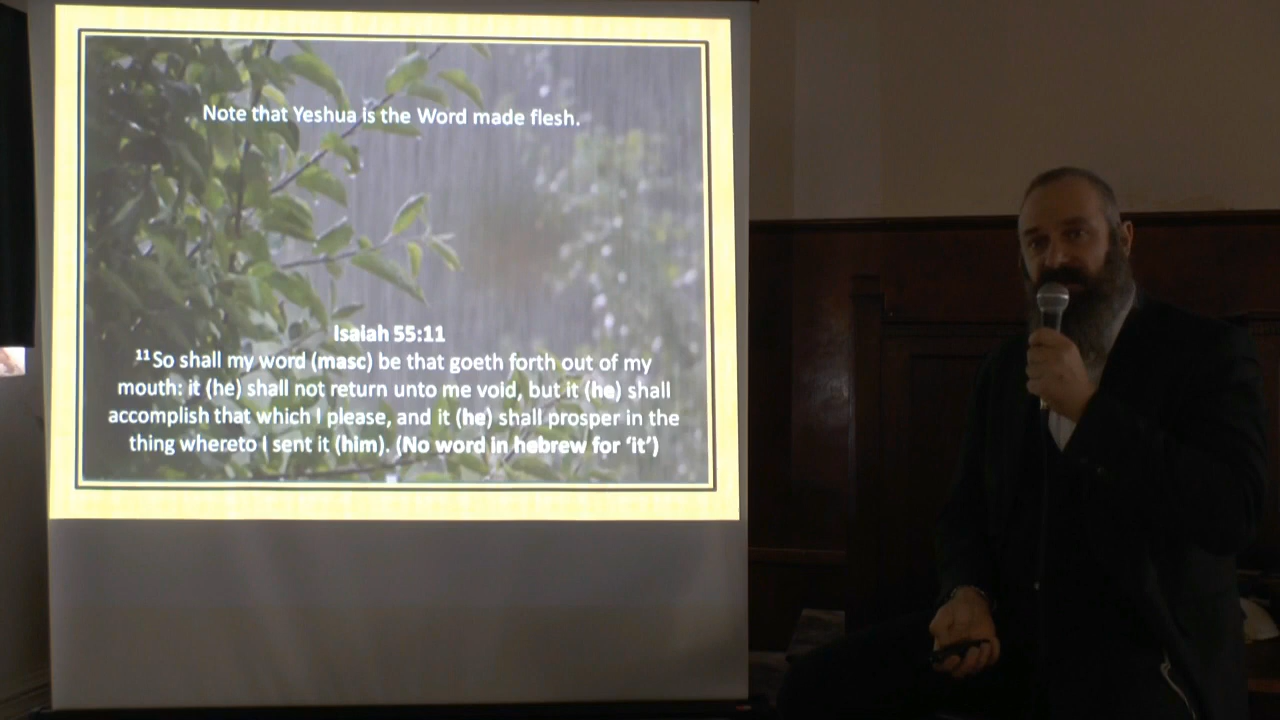 Note that Yeshua is the Word made flesh.
Isaiah 55:11
¹¹So shall my word (masc) be that goeth forth out of my
mouth: it (he) shall not return unto me void, but it (he) shall
accomplish that which I please, and it (he) shall prosper in the
thing whereto I sent it (him). (No word in hebrew for ‘it’)